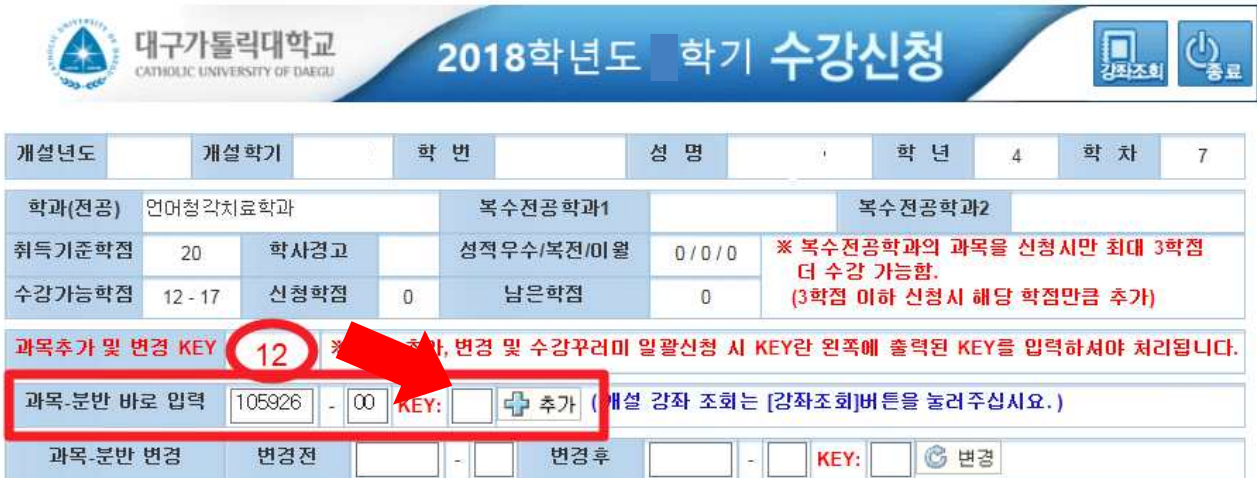 대구가톨릭대학교
CATHOLIC UNIVERSITY OF DAEGU
2018학년도 학기 수강신청
강좌조회 종료
개설년도 개설학기 학 번 성 명 학 년 4 학 차 7
학과(전공) 언어청각치료학과 복수전공학과1 복수전공학과2
취득기준학점 20 학사경고 성적우수/복전/이월 0/0/0 ※ 복수전공학과의 과목을 신청시만 최대 3학점
더 수강 가능함.
수강가능학점 12 - 17 신청학점 0 남은학점 0 (3학점 이하 신청시 해당 학점만큼 추가)
과목추가 및 변경 KEY 12 ※ 변경 및 수강꾸러미 일괄신청 시 KEY란 왼쪽에 출력된 KEY를 입력하셔야 처리됩니다.
과목-분반 바로 입력 105926 - 00 KEY: 추가 ( 개설 강좌 조회는 [강좌조회]버튼을 눌러주십시요.)
과목-분반 변경 변경전 - 변경후 - KEY: 변경